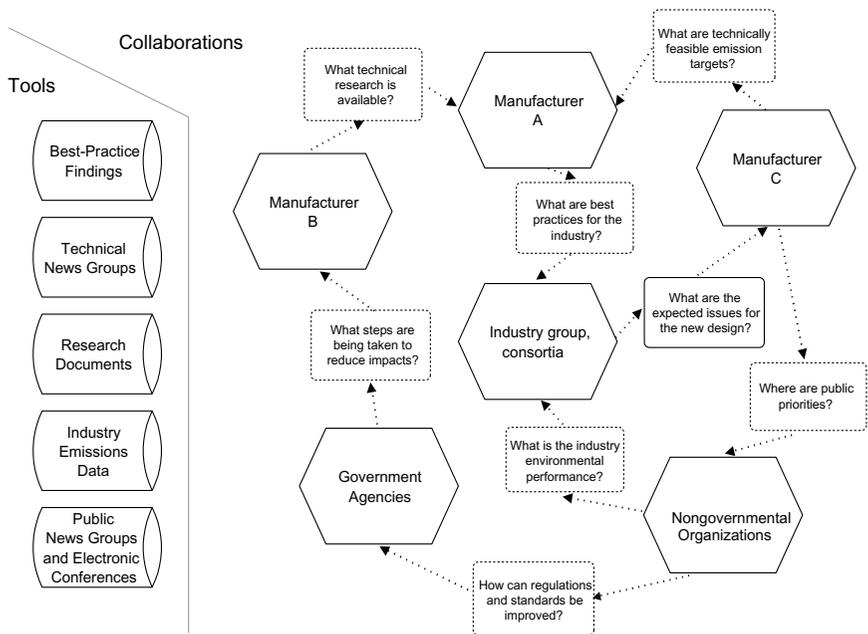 Collaborations
Tools
Best-Practice
Findings
Technical
News Groups
Research
Documents
Industry
Emissions
Data
Public
News Groups
and Electronic
Conferences
What technical
research is
available?
Manufacturer
A
What are technically
feasible emission
targets?
Manufacturer
B
Manufacturer
C
What are best
practices for the
industry?
What steps are
being taken to
reduce impacts?
Industry group,
consortia
What are the
expected issues for
the new design?
Where are public
priorities?
Government
Agencies
What is the industry
environmental
performance?
Nongovernmental
Organizations
How can regulations
and standards be
improved?